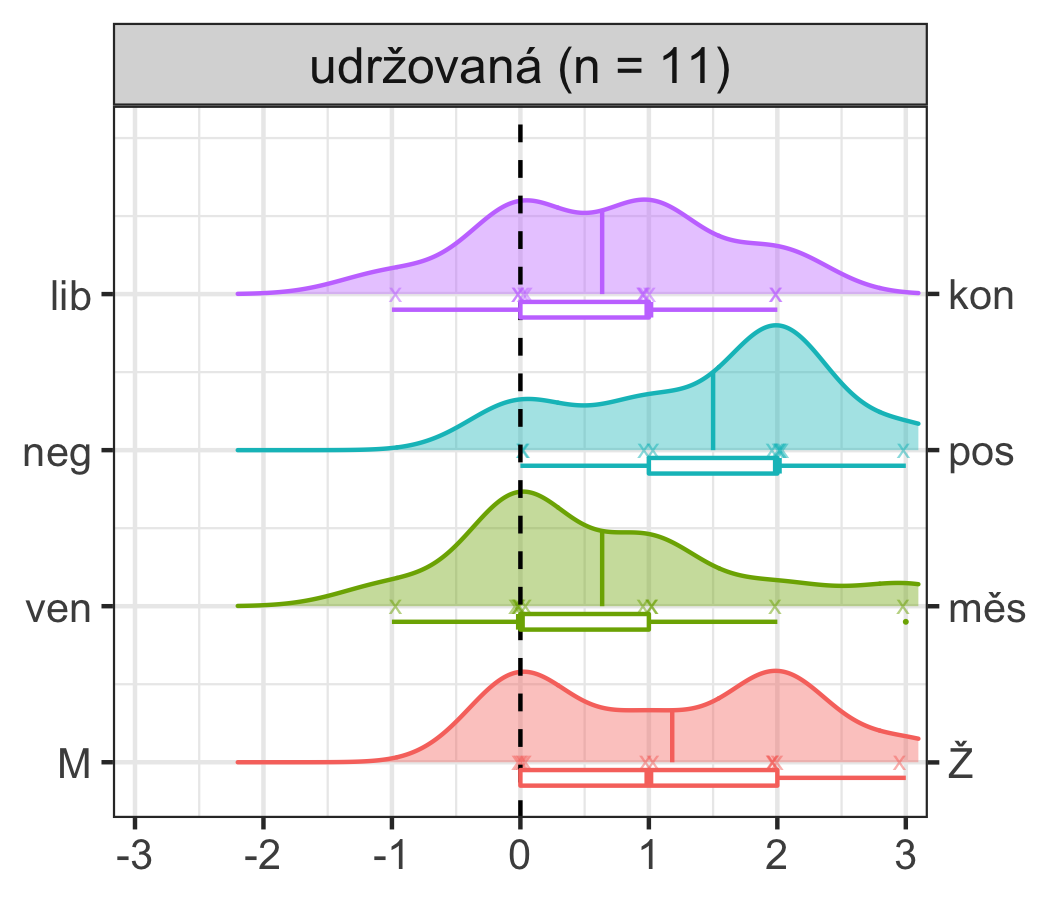 udržovaná (n = 11)
lib kon
neg pos
ven měs
M Ž
-3 -2 -1 0 1 2 3